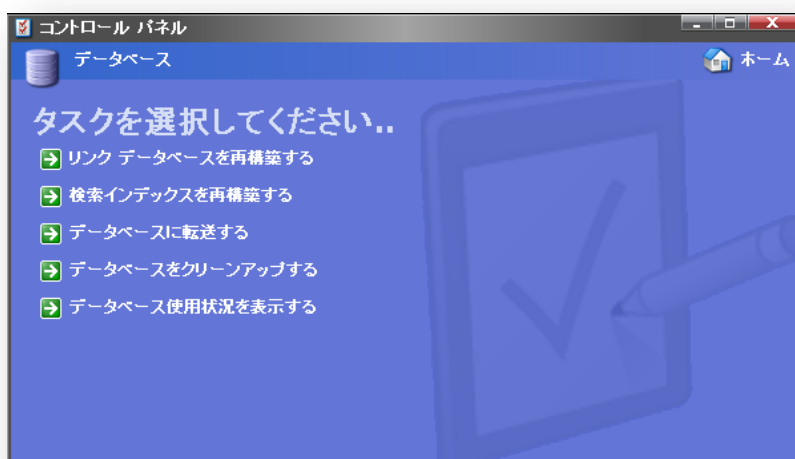 コントロール パネル
データベース
ホーム
タスクを選択してください..
リンク データベースを再構築する
検索インデックスを再構築する
データベースに転送する
データベースをクリーンアップする
データベース使用状況を表示する